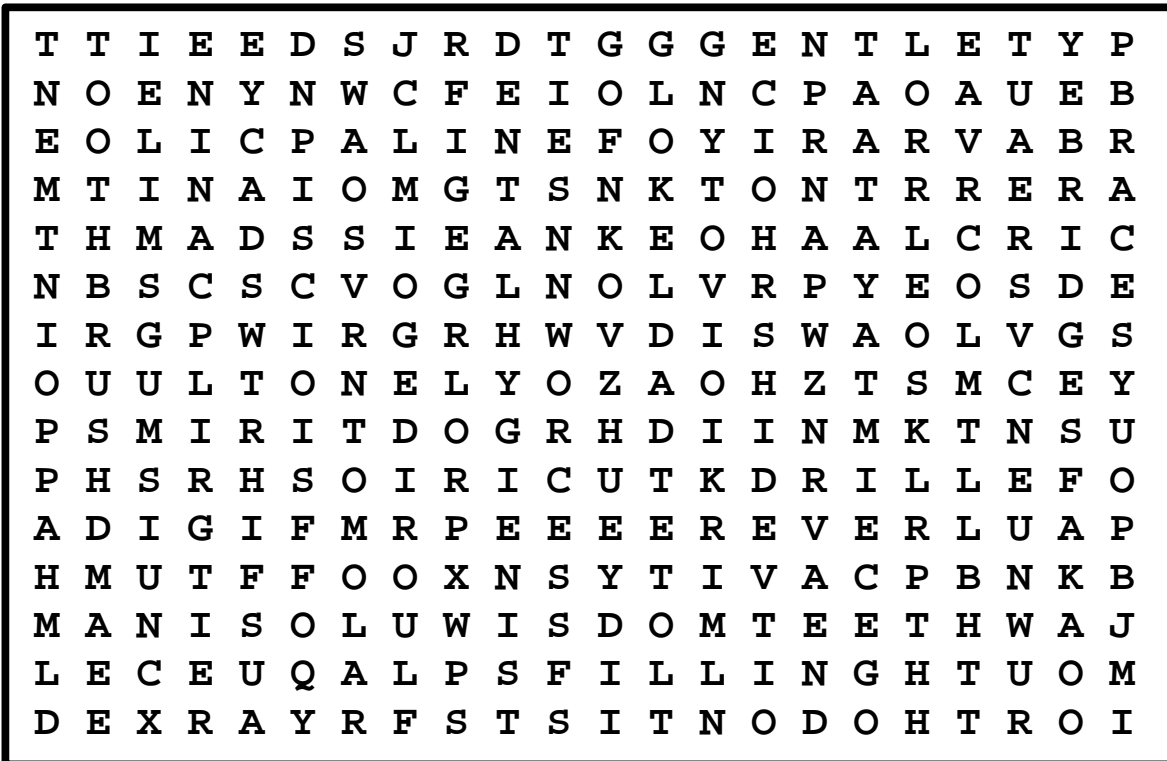 T T I E E D S J R D T G G G E N T L E T Y P
N O E N Y N W C F E I O L N C P A O A U E B
E O L I C P A L I N E F O Y I R A R V A B R
M T I N A I O M G T S N K T O N T R R E R A
T H M A D S S I E A N K E O H A A L C R I C
N B S C S C V O G L N O L V R P Y E O S D E
I R G P W I R G R H W V D I S W A O L V G S
O U U L T O N E L Y O Z A O H Z T S M C E Y
P S M I R I T D O G R H D I I N M K T N S U
P H S R H S O I R I C U T K D R I L L E F O
A D I G I F M R P E E E E R E V E R L U A P
H M U T F F O O X N S Y T I V A C P B N K B
M A N I S O L U W I S D O M T E E T H W A J
L E C E U Q A L P S F I L L I N G H T U O M
D E X R A Y R F S T S I T N O D O H T R O I